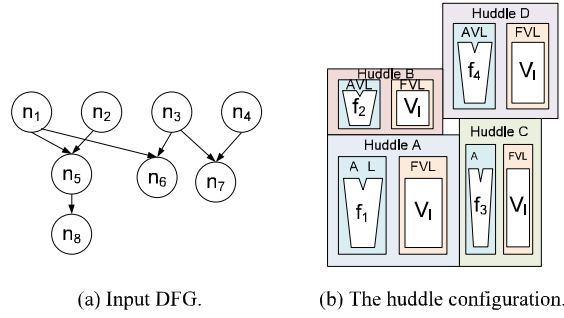 n1 n2 n3 n4
n5 n6 n7
n8
(a) Input DFG.
Huddle D
AVL FVL
f4 VI
Huddle B
AVL FVL
f2 VI
Huddle A
A L FVL
f1 VI
Huddle C
A FVL
f3 VI
(b) The huddle configuration.